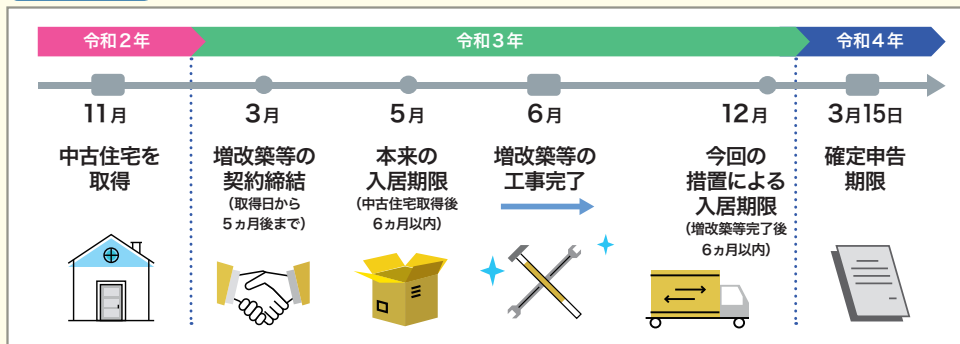 令和2年
令和3年
令和4年
11月
中古住宅を
取得
3月
増改築等の
契約締結
(取得日から
5ヵ月後まで)
5月
本来の
入居期限
(中古住宅取得後
6ヵ月以内)
6月
増改築等の
工事完了
12月
今回の
措置による
入居期限
(増改築等完了後
6ヵ月以内)
3月15日
確定申告
期限